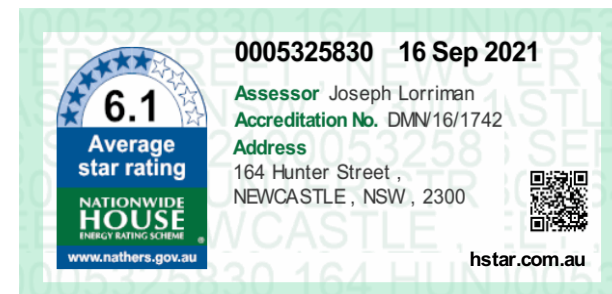 6.1
Average
star rating
NATIONWIDE
HOUSE
ENERGY RATING SCHEME
www.nathers.gov.au
0005325830 16 Sep 2021
Assessor Joseph Lorriman
Accreditation No. DMN/16/1742
Address
164 Hunter Street ,
NEWCASTLE , NSW , 2300
hstar.com.au